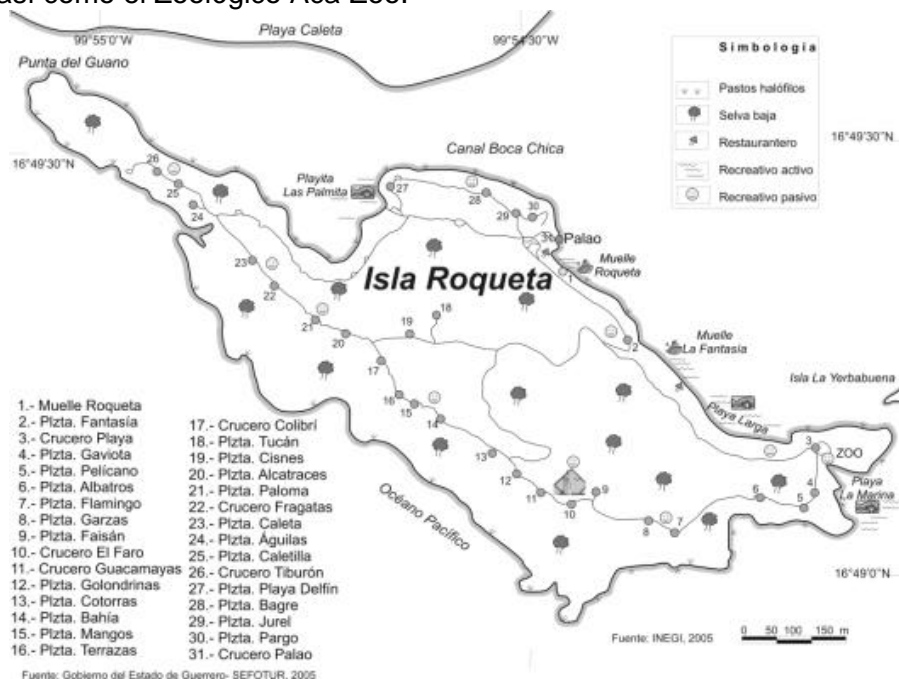 así como el Zoológico Aca Zoo.
99°55'0"W
Playa Caleta
99°54'30"W
Punta del Guano
Simbología
Pastos halófilos
Selva baja
Restaurantero
Recreativo activo
Recreativo pasivo
16°49'30"N
16°49'30"N
Canal Boca Chica
Playita
Las Palmita
26
25
24
27
28
29
30
31
Palao
Muelle
Roqueta
1
Isla Roqueta
23
22
21
20
19
18
17
16
15
14
13
12
11
10
9
8
7
6
5
4
3
2
Muelle
La Fantasía
Isla La Yerbabuena
Playa Larga
ZOO
Playa
La Marina
Océano Pacífico
16°49'0"N
1.- Muelle Roqueta
2.- Plzta. Fantasía
3.- Crucero Playa
4.- Plzta. Gaviota
5.- Plzta. Pelícano
6.- Plzta. Albatros
7.- Plzta. Flamingo
8.- Plzta. Garzas
9.- Plzta. Faisán
10.- Crucero El Faro
11.- Crucero Guacamayas
12.- Plzta. Golondrinas
13.- Plzta. Cotorras
14.- Plzta. Bahía
15.- Plzta. Mangos
16.- Plzta. Terrazas
17.- Crucero Colibrí
18.- Plzta. Tucán
19.- Plzta. Cisnes
20.- Plzta. Alcatraces
21.- Plzta. Paloma
22.- Crucero Fragatas
23.- Plzta. Caleta
24.- Plzta. Águilas
25.- Plzta. Caletilla
26.- Crucero Tiburón
27.- Plzta. Playa Delfín
28.- Plzta. Bagre
29.- Plzta. Jurel
30.- Plzta. Pargo
31.- Crucero Palao
Fuente: INEGI, 2005
0 50 100 150 m
Fuente: Gobierno del Estado de Guerrero- SEFOTUR, 2005